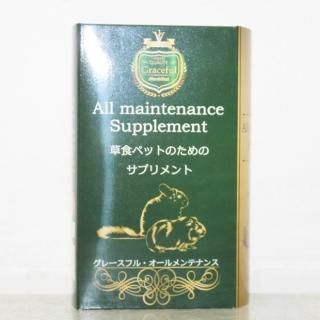 Graceful
All maintenance
Supplement
草食ペットのための
サプリメント
グレースフル・オールメンテナンス